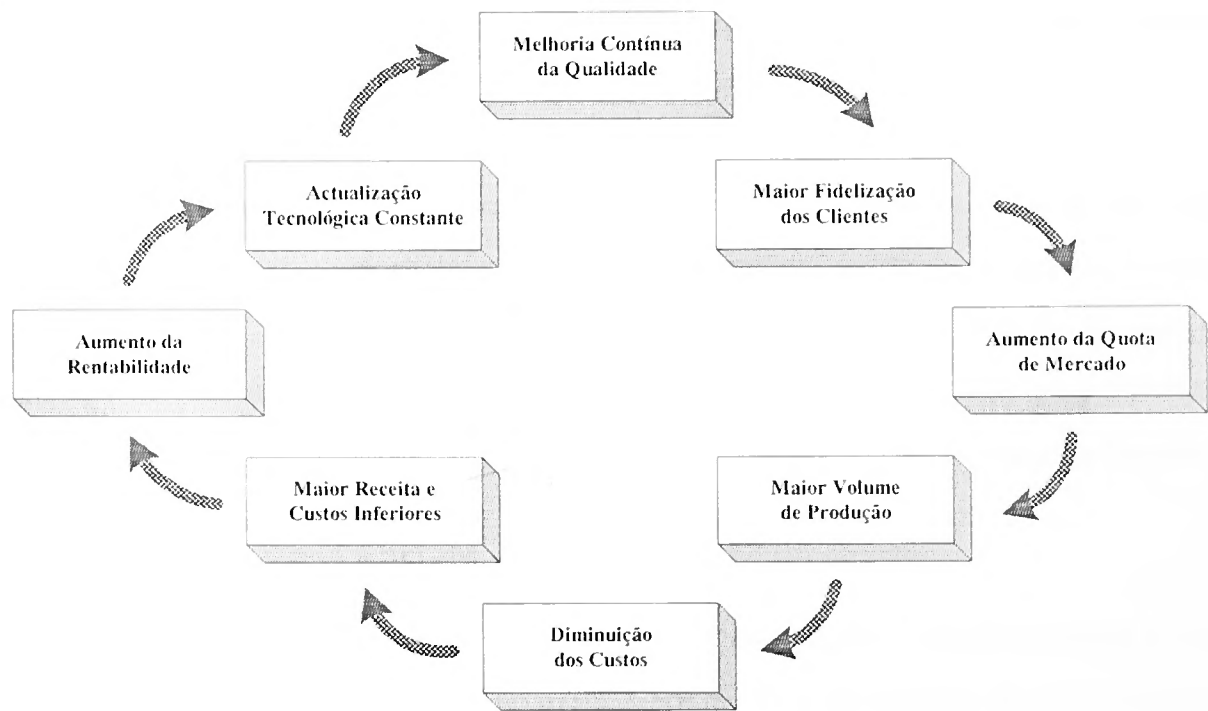 Melhoria Contínua
da Qualidade
Actualização
Tecnológica Constante
Maior Fidelização
dos Clientes
Aumento da
Rentabilidade
Aumento da Quota
de Mercado
Maior Receita e
Custos Inferiores
Maior Volume
de Produção
Diminuição
dos Custos